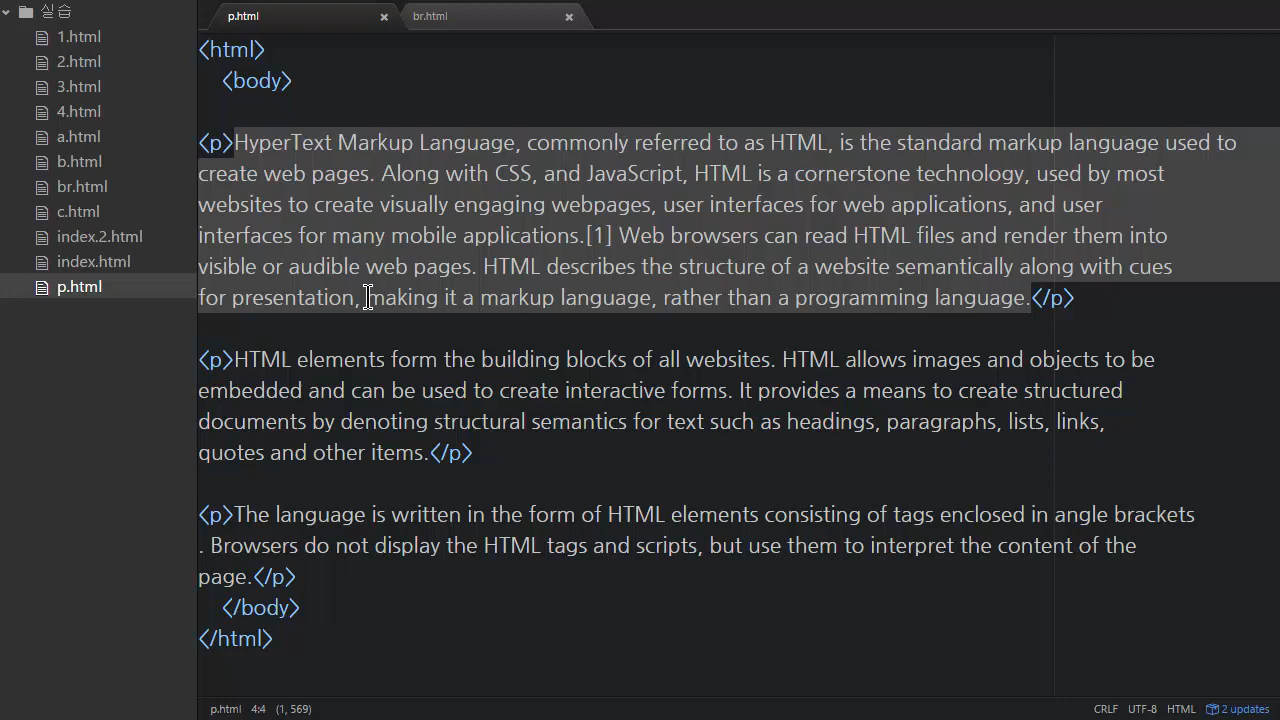 실습
1.html
2.html
3.html
4.html
a.html
b.html
br.html
c.html
index.2.html
index.html
p.html
p.html
br.html
<html>
<body>
<p>HyperText Markup Language, commonly referred to as HTML, is the standard markup language used to
create web pages. Along with CSS, and JavaScript, HTML is a cornerstone technology, used by most
websites to create visually engaging webpages, user interfaces for web applications, and user
interfaces for many mobile applications.[1] Web browsers can read HTML files and render them into
visible or audible web pages. HTML describes the structure of a website semantically along with cues
for presentation, making it a markup language, rather than a programming language.</p>
<p>HTML elements form the building blocks of all websites. HTML allows images and objects to be
embedded and can be used to create interactive forms. It provides a means to create structured
documents by denoting structural semantics for text such as headings, paragraphs, lists, links,
quotes and other items.</p>
<p>The language is written in the form of HTML elements consisting of tags enclosed in angle brackets
. Browsers do not display the HTML tags and scripts, but use them to interpret the content of the
page.</p>
</body>
</html>
p.html 4:4 (1, 569)
CRLF UTF-8 HTML 2 updates